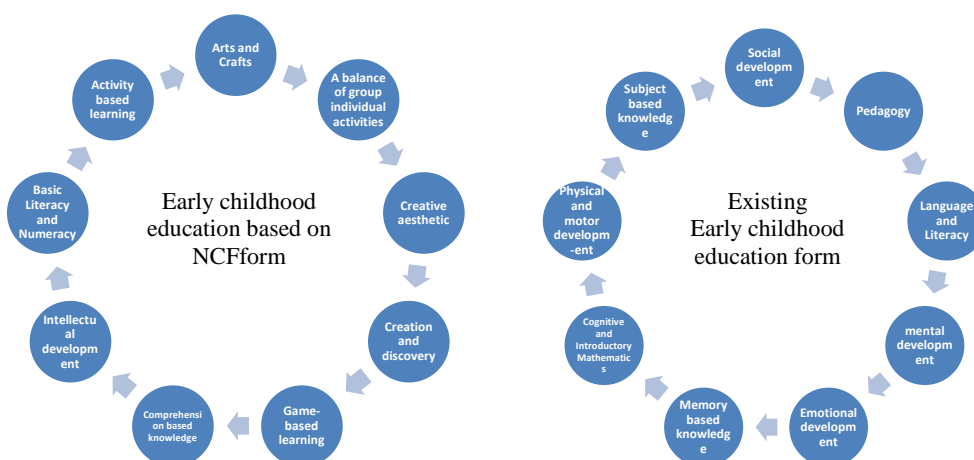 Arts and
Crafts
A balance
of group
individual
activities
Creative
aesthetic
Creation
and
discovery
Game-
based
learning
Comprehensi
on based
knowledge
Intellectu
al
developm
ent
Basic
Literacy
and
Numeracy
Activity
based
learning
Early childhood
education based on
NCFform
Social
developm
ent
Pedagogy
Language
and Literacy
mental
developm
ent
Emotional
developm
ent
Memory
based
knowledg
e
Cognitive
and
Introductory
Mathematic
s
Physical
and
motor
developm
-ent
Subject
based
knowledg
e
Existing
Early childhood
education form